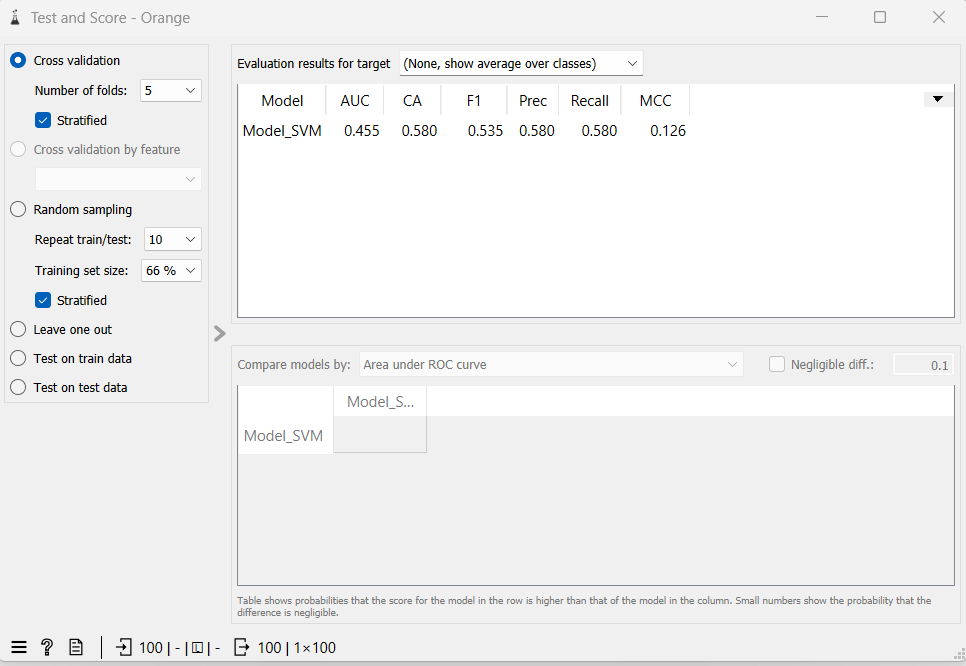 Test and Score - Orange
Cross validation
Number of folds: 5
Stratified
Cross validation by feature
Random sampling
Repeat train/test: 10
Training set size: 66 %
Stratified
Leave one out
Test on train data
Test on test data
Evaluation results for target (None, show average over classes)
Model AUC CA F1 Prec Recall MCC
Model_SVM 0.455 0.580 0.535 0.580 0.580 0.126
Compare models by: Area under ROC curve Negligible diff.: 0.1
Model_S...
Model_SVM
Table shows probabilities that the score for the model in the row is higher than that of the model in the column. Small numbers show the probability that the
difference is negligible.
? 100 | - | - 100 | 1×100